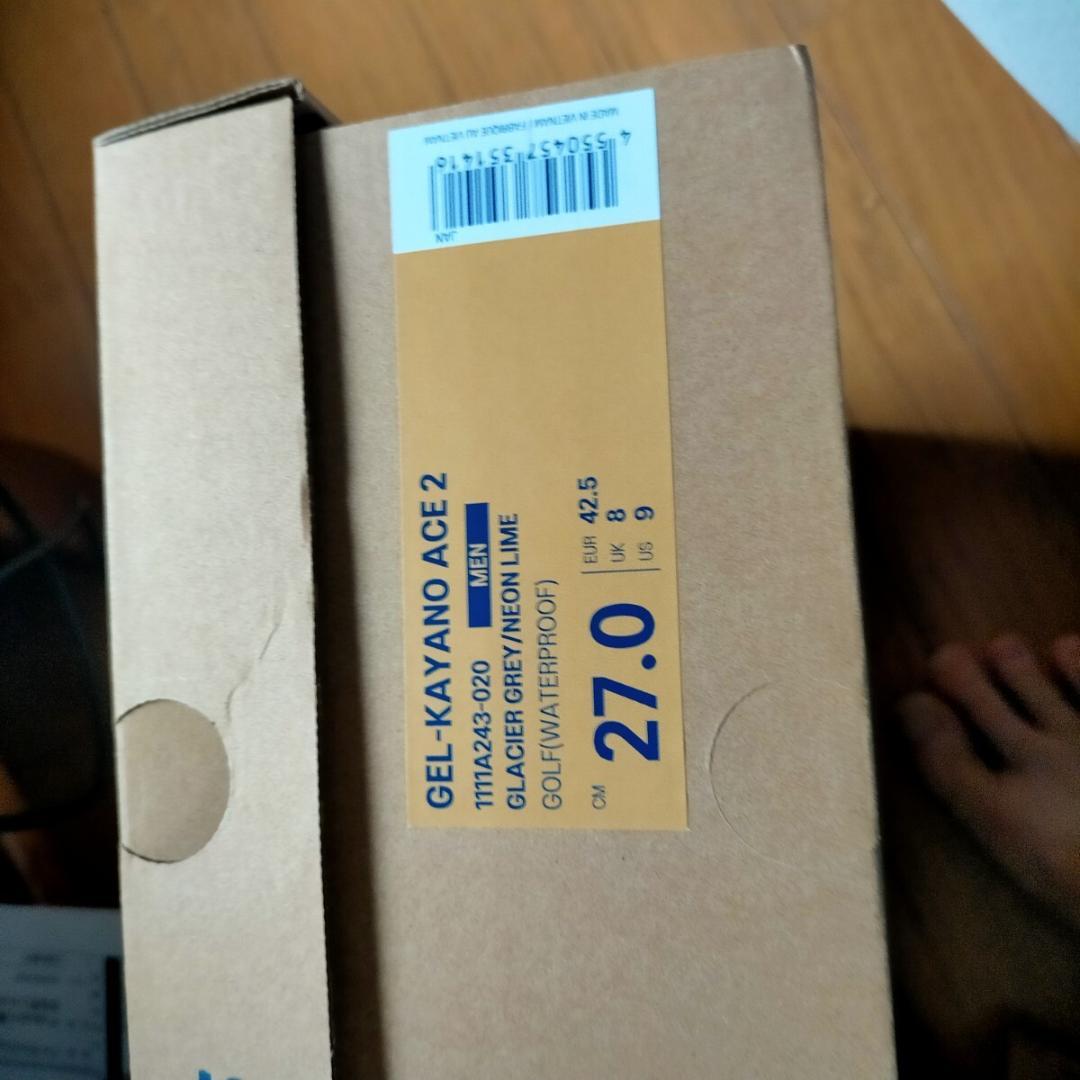 GEL-KAYANO ACE 2
1111A243-020 MEN
GLACIER GREY/NEON LIME
GOLF(WATERPROOF)
CM 27.0
EUR 42.5
UK 8
US 9
JAN
4 550457 351416
MADE IN VIETNAM / FABRIQUÉ AU VIETNAM